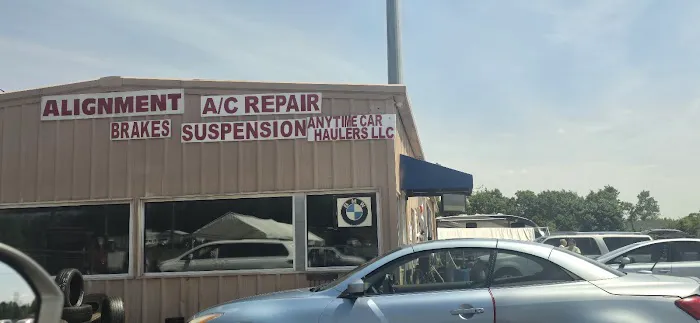 ALIGNMENT
A/C REPAIR
BRAKES
SUSPENSION
ANYTIME CAR
HAULERS LLC
BMW